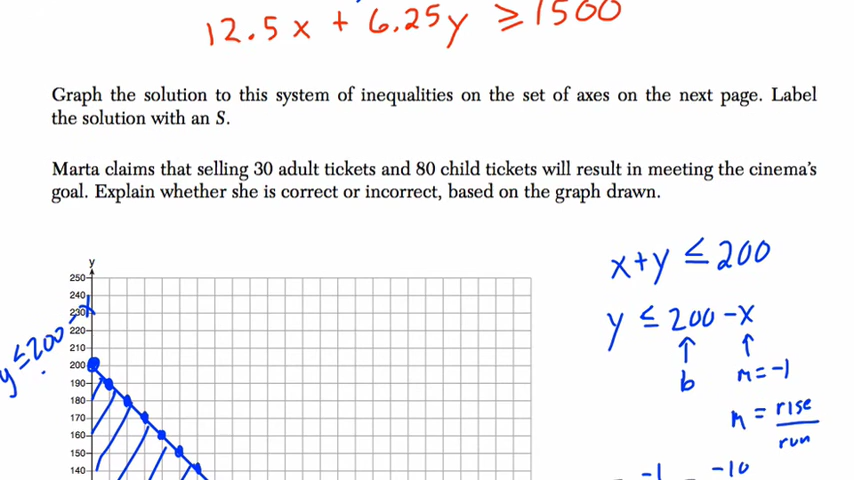 12.5x + 6.25y ≥ 1500
Graph the solution to this system of inequalities on the set of axes on the next page. Label
the solution with an S.
Marta claims that selling 30 adult tickets and 80 child tickets will result in meeting the cinema's
goal. Explain whether she is correct or incorrect, based on the graph drawn.
y
250
240
230
220
210
200
190
180
170
160
150
140
y ≤ 200 - x
x+y ≤ 200
y ≤ 200 - x
↑ ↑
b m = -1
m = rise
run
-1 -10